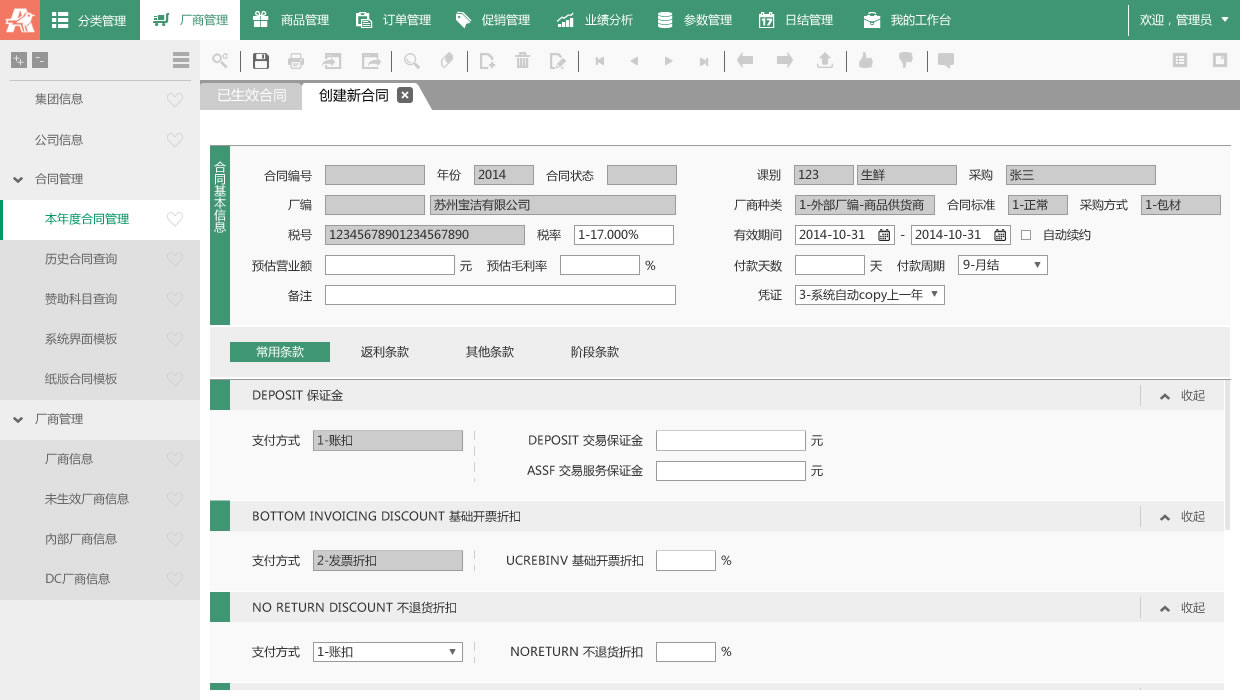 分类管理 厂商管理 商品管理 订单管理 促销管理 业绩分析 参数管理 日结管理 我的工作台 欢迎，管理员
已生效合同 创建新合同
集团信息
公司信息
合同管理
本年度合同管理
历史合同查询
赞助科目查询
系统界面模板
纸版合同模板
厂商管理
厂商信息
未生效厂商信息
内部厂商信息
DC厂商信息
合同基本信息
合同编号 年份 2014 合同状态 课别 123 生鲜 采购 张三
厂编 苏州宝洁有限公司 厂商种类 1-外部厂编-商品供货商 合同标准 1-正常 采购方式 1-包材
税号 12345678901234567890 税率 1-17.000% 有效期间 2014-10-31 - 2014-10-31 自动续约
预估营业额 元 预估毛利率 % 付款天数 天 付款周期 9-月结
备注 凭证 3-系统自动copy上一年
常用条款 返利条款 其他条款 阶段条款
DEPOSIT 保证金 收起
支付方式 1-账扣 DEPOSIT 交易保证金 元
ASSF 交易服务保证金 元
BOTTOM INVOICING DISCOUNT 基础开票折扣 收起
支付方式 2-发票折扣 UCREBINV 基础开票折扣 %
NO RETURN DISCOUNT 不退货折扣 收起
支付方式 1-账扣 NORETURN 不退货折扣 %